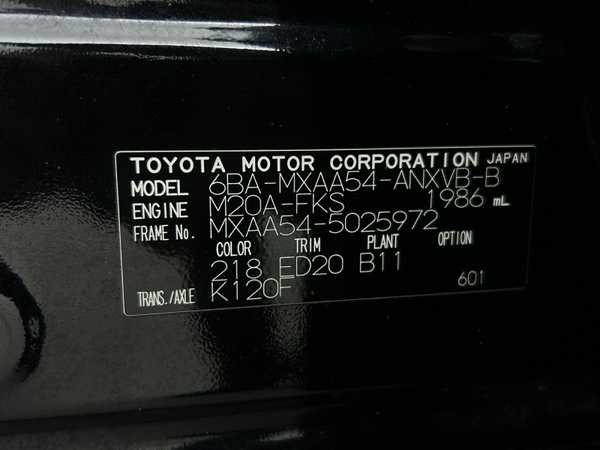 TOYOTA MOTOR CORPORATION JAPAN
MODEL 6BA-MXAA54-ANXVB-B
ENGINE M20A-FKS 1986 mL
FRAME No. MXAA54-5025972
COLOR TRIM PLANT OPTION
218 ED20 B11
TRANS./AXLE K120F 601